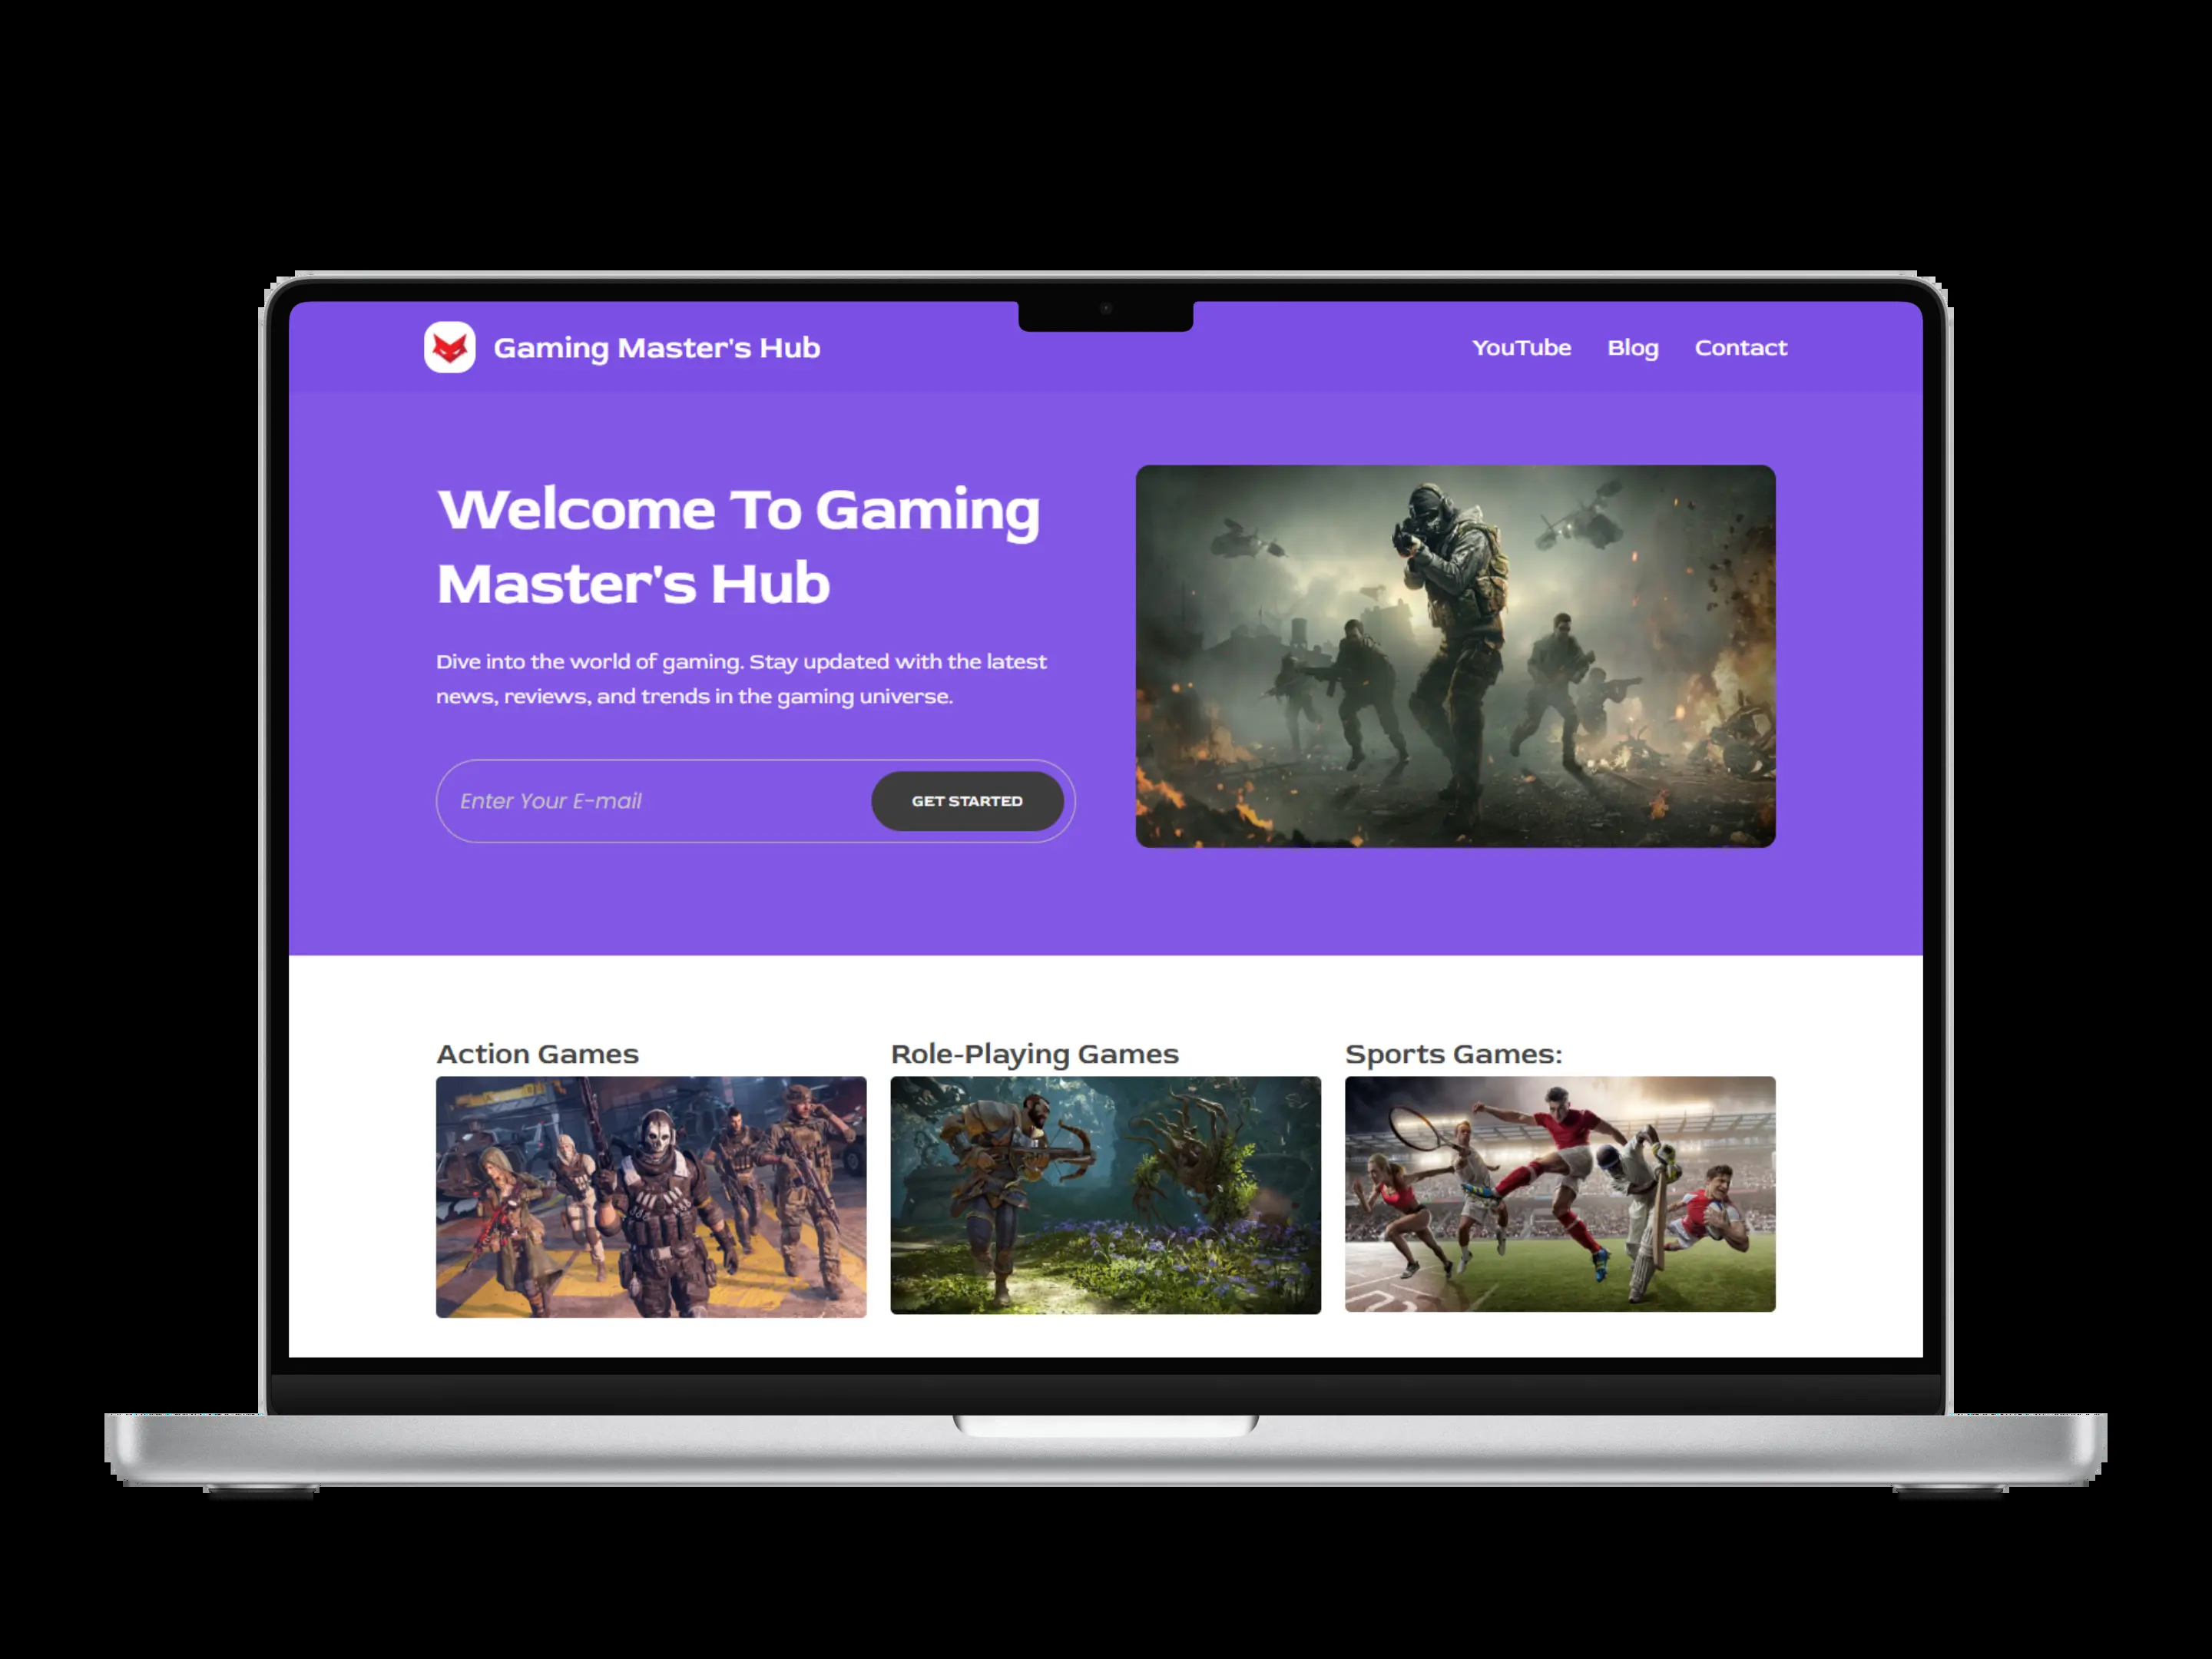 Gaming Master's Hub
YouTube Blog Contact
Welcome To Gaming
Master's Hub
Dive into the world of gaming. Stay updated with the latest
news, reviews, and trends in the gaming universe.
Enter Your E-mail
GET STARTED
Action Games
Role-Playing Games
Sports Games: